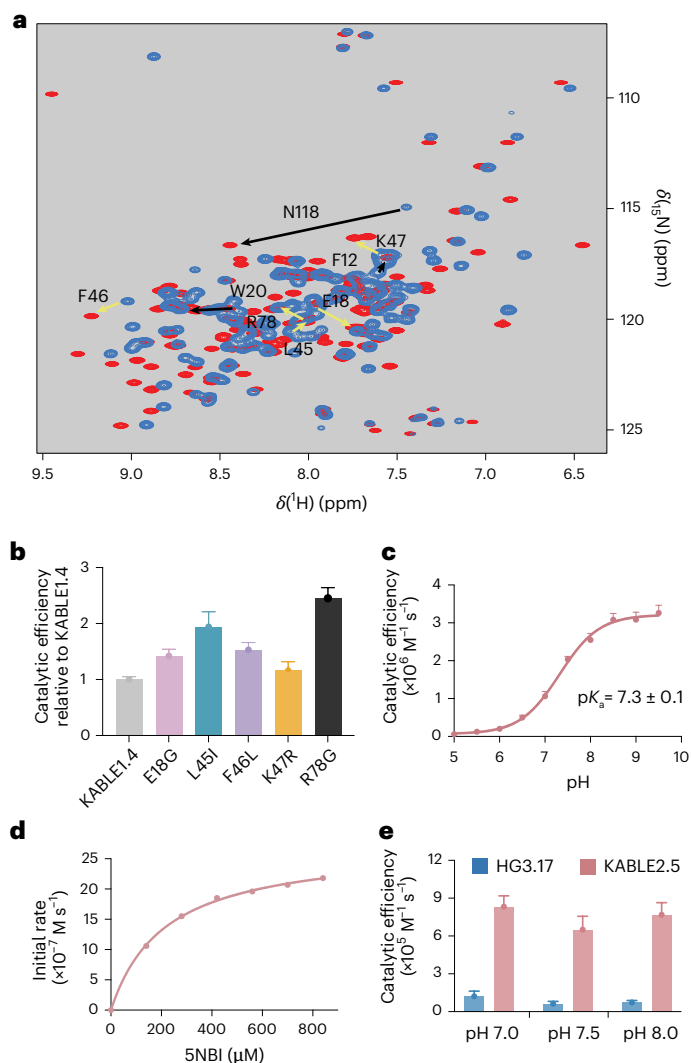 a
110
115
120
125
δ(₁₅N) (ppm)
N118
K47
F12
F46
W20
E18
R78
L45
9.5 9.0 8.5 8.0 7.5 7.0 6.5
δ(¹H) (ppm)
b
Catalytic efficiency
relative to KABLE1.4
3
2
1
0
KABLE1.4 E18G L45I F46L K47R R78G
c
Catalytic efficiency
(×10⁶ M⁻¹ s⁻¹)
4
3
2
1
0
pKₐ= 7.3 ± 0.1
5 6 7 8 9 10
pH
d
Initial rate
(×10⁻⁷ M s⁻¹)
25
20
15
10
5
0
0 200 400 600 800
5NBI (μM)
e
Catalytic efficiency
(×10⁵ M⁻¹ s⁻¹)
12
9
6
3
0
HG3.17 KABLE2.5
pH 7.0 pH 7.5 pH 8.0